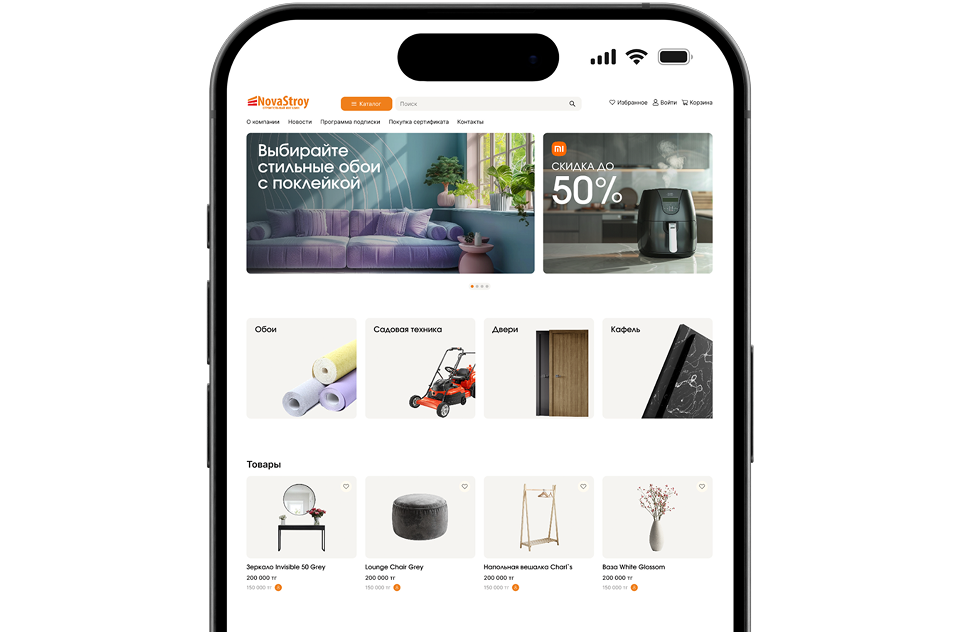 NovaStroy
Каталог
Поиск
Избранное
Войти
Корзина
О компании
Новости
Программа подписки
Покупка сертификата
Контакты
Выбирайте
стильные обои
с поклейкой
mi
СКИДКА ДО
50%
Обои
Садовая техника
Двери
Кафель
Товары
Зеркало Invisible 50 Grey
200 000 тг
150 000 тг
Lounge Chair Grey
200 000 тг
150 000 тг
Напольная вешалка Charl`s
200 000 тг
150 000 тг
Ваза White Glossom
200 000 тг
150 000 тг